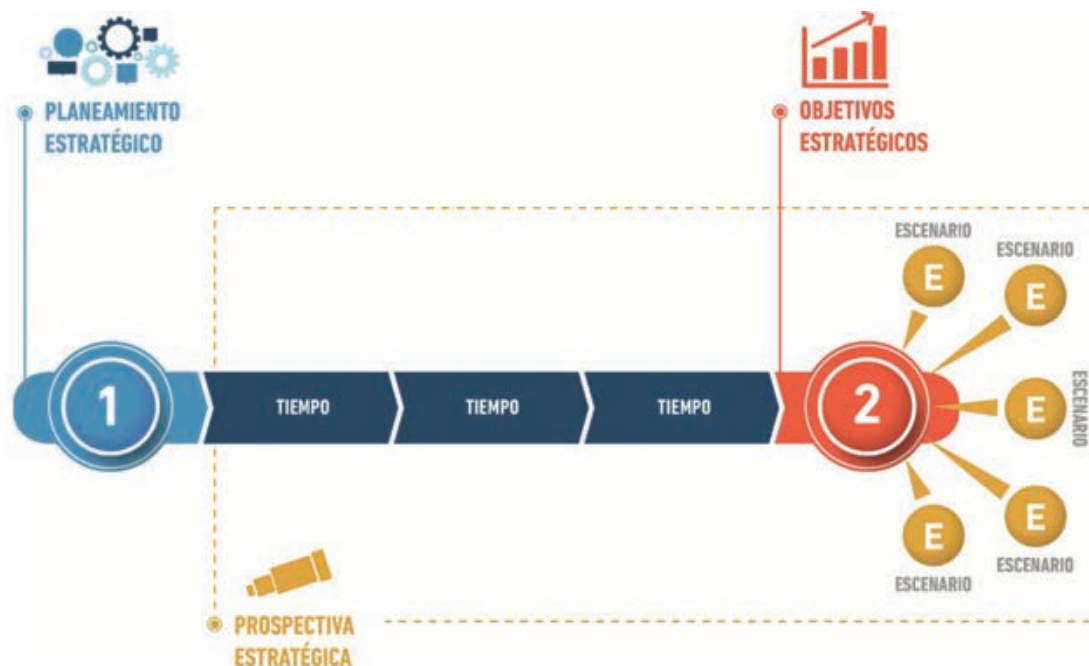 PLANEAMIENTO
ESTRATÉGICO
OBJETIVOS
ESTRATÉGICOS
ESCENARIO
E
ESCENARIO
E
1
TIEMPO
TIEMPO
TIEMPO
2
E
ESCENARIO
E
ESCENARIO
E
ESCENARIO
PROSPECTIVA
ESTRATÉGICA